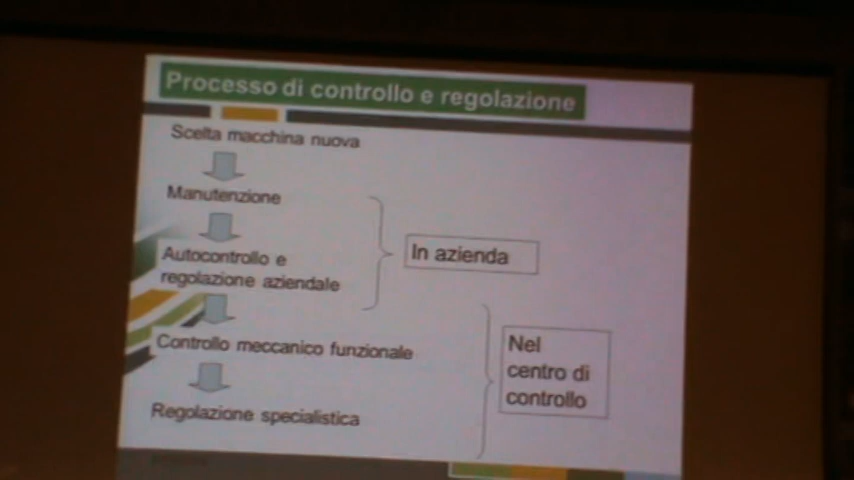 Processo di controllo e regolazione
Scelta macchina nuova
Manutenzione
Autocontrollo e
regolazione aziendale
In azienda
Controllo meccanico funzionale
Regolazione specialistica
Nel
centro di
controllo